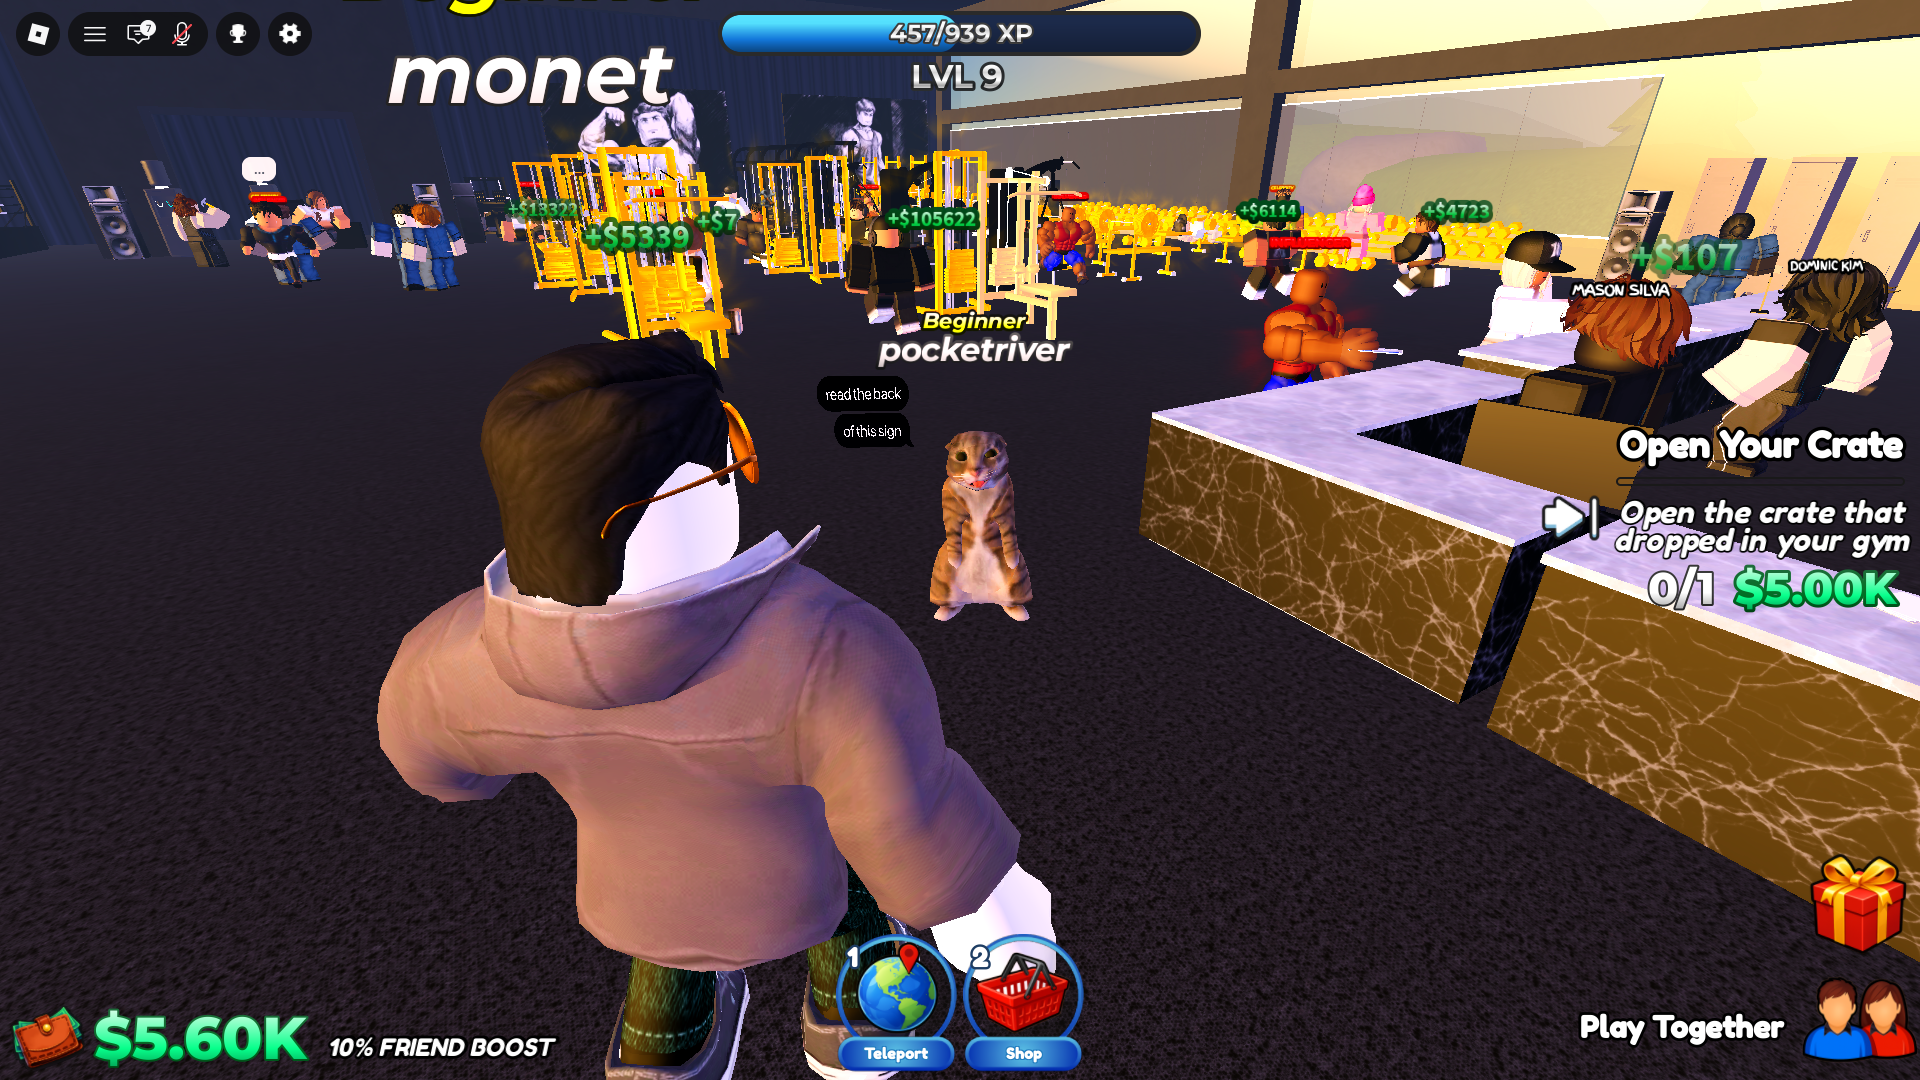 Beginner
monet
7
457/939 XP
LVL 9
...
+$13322
+$5339
+$7
+$105622
+$6114
+$4723
+$107
DOMINIC KIM
MASON SILVA
Beginner
pocketriver
read the back
of this sign
Open Your Crate
Open the crate that
dropped in your gym
0/1 $5.00K
1
2
Teleport
Shop
$5.60K
10% FRIEND BOOST
Play Together